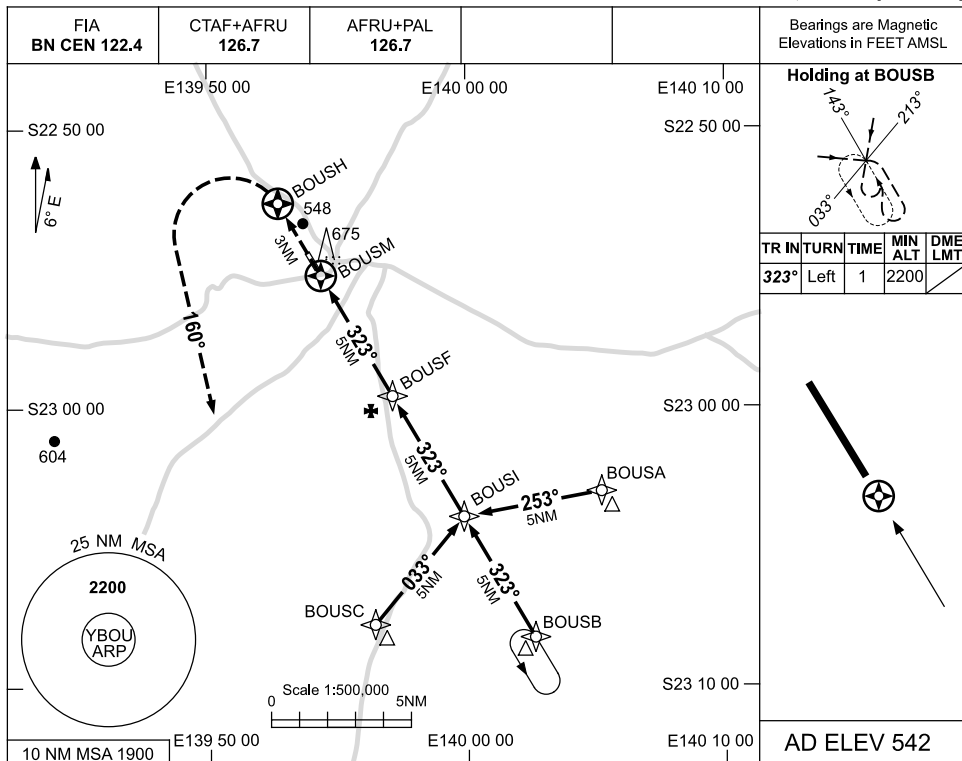 FIA
BN CEN 122.4
CTAF+AFRU
126.7
AFRU+PAL
126.7
Bearings are Magnetic
Elevations in FEET AMSL
E139 50 00
E140 00 00
E140 10 00
S22 50 00
S22 50 00
6° E
BOUSH
548
675
3NM
BOUSM
160°
323°
5NM
BOUSF
S23 00 00
S23 00 00
604
323°
5NM
BOUSI
BOUSA
253°
5NM
033°
5NM
323°
5NM
BOUSC
BOUSB
25 NM MSA
2200
YBOU
ARP
Scale 1:500,000
0
5NM
S23 10 00
10 NM MSA 1900
E139 50 00
E140 00 00
E140 10 00
Holding at BOUSB
143°
213°
033°
TR IN TURN TIME MIN ALT DME LMT
323° Left 1 2200
AD ELEV 542